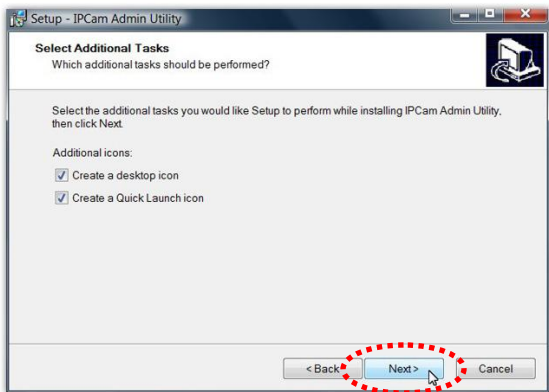 Setup - IPCam Admin Utility
Select Additional Tasks
Which additional tasks should be performed?
Select the additional tasks you would like Setup to perform while installing IPCam Admin Utility,
then click Next.
Additional icons:
Create a desktop icon
Create a Quick Launch icon
< Back
Next >
Cancel